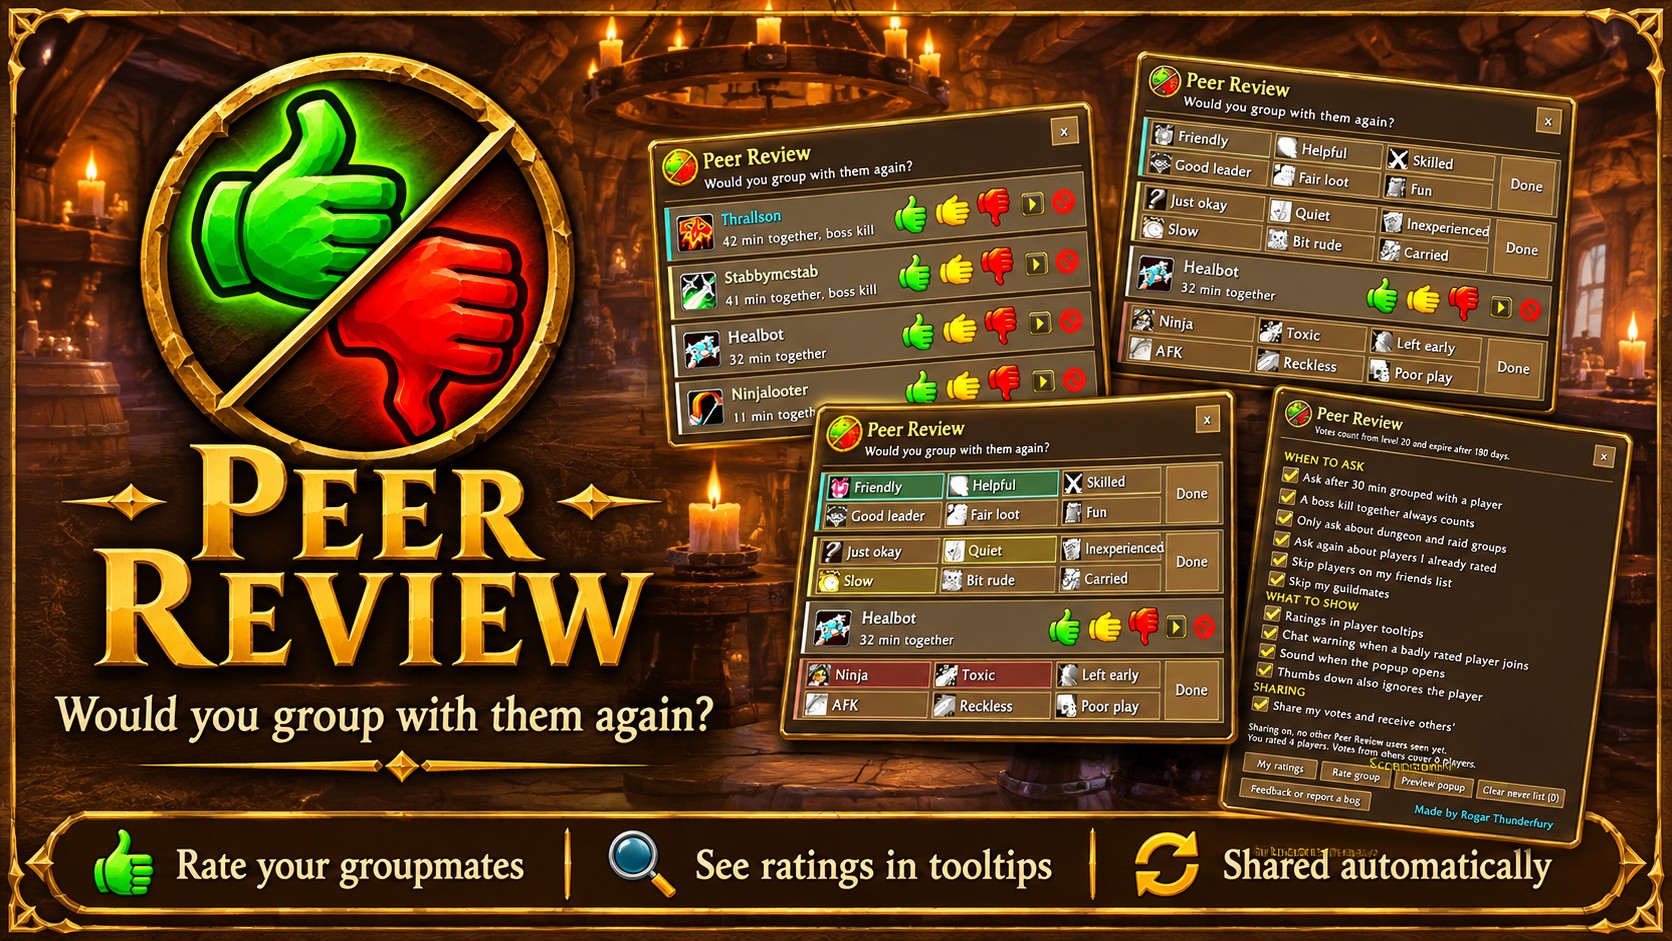 Peer Review
Would you group with them again?
Peer Review
Would you group with them again?
x
Thrallson
42 min together, boss kill
Stabbymcstab
41 min together, boss kill
Healbot
32 min together
Ninjalooter
11 min togeth
Peer Review
Would you group with them again?
x
Friendly Helpful Skilled
Good leader Fair loot Fun
Done
Just okay Quiet Inexperienced
Slow Bit rude Carried
Done
Healbot
32 min together
Ninja Toxic Left early
AFK Reckless Poor play
Done
Peer Review
Would you group with them again?
x
Friendly Helpful Skilled
Good leader Fair loot Fun
Done
Just okay Quiet Inexperienced
Slow Bit rude Carried
Done
Healbot
32 min together
Ninja Toxic Left early
AFK Reckless Poor play
Done
Peer Review
Votes count from level 20 and expire after 180 days.
x
WHEN TO ASK
Ask after 30 min grouped with a player
A boss kill together always counts
Only ask about dungeon and raid groups
Ask again about players I already rated
Skip players on my friends list
Skip my guildmates
WHAT TO SHOW
Ratings in player tooltips
Chat warning when a badly rated player joins
Sound when the popup opens
Thumbs down also ignores the player
SHARING
Share my votes and receive others'
Sharing on, no other Peer Review users seen yet.
You rated 4 players. Votes from others cover 0 players.
My ratings Rate group Preview popup Clear never list (0)
Feedback or report a bog
Made by Rogar Thunderfury
Rate your groupmates
See ratings in tooltips
Shared automatically